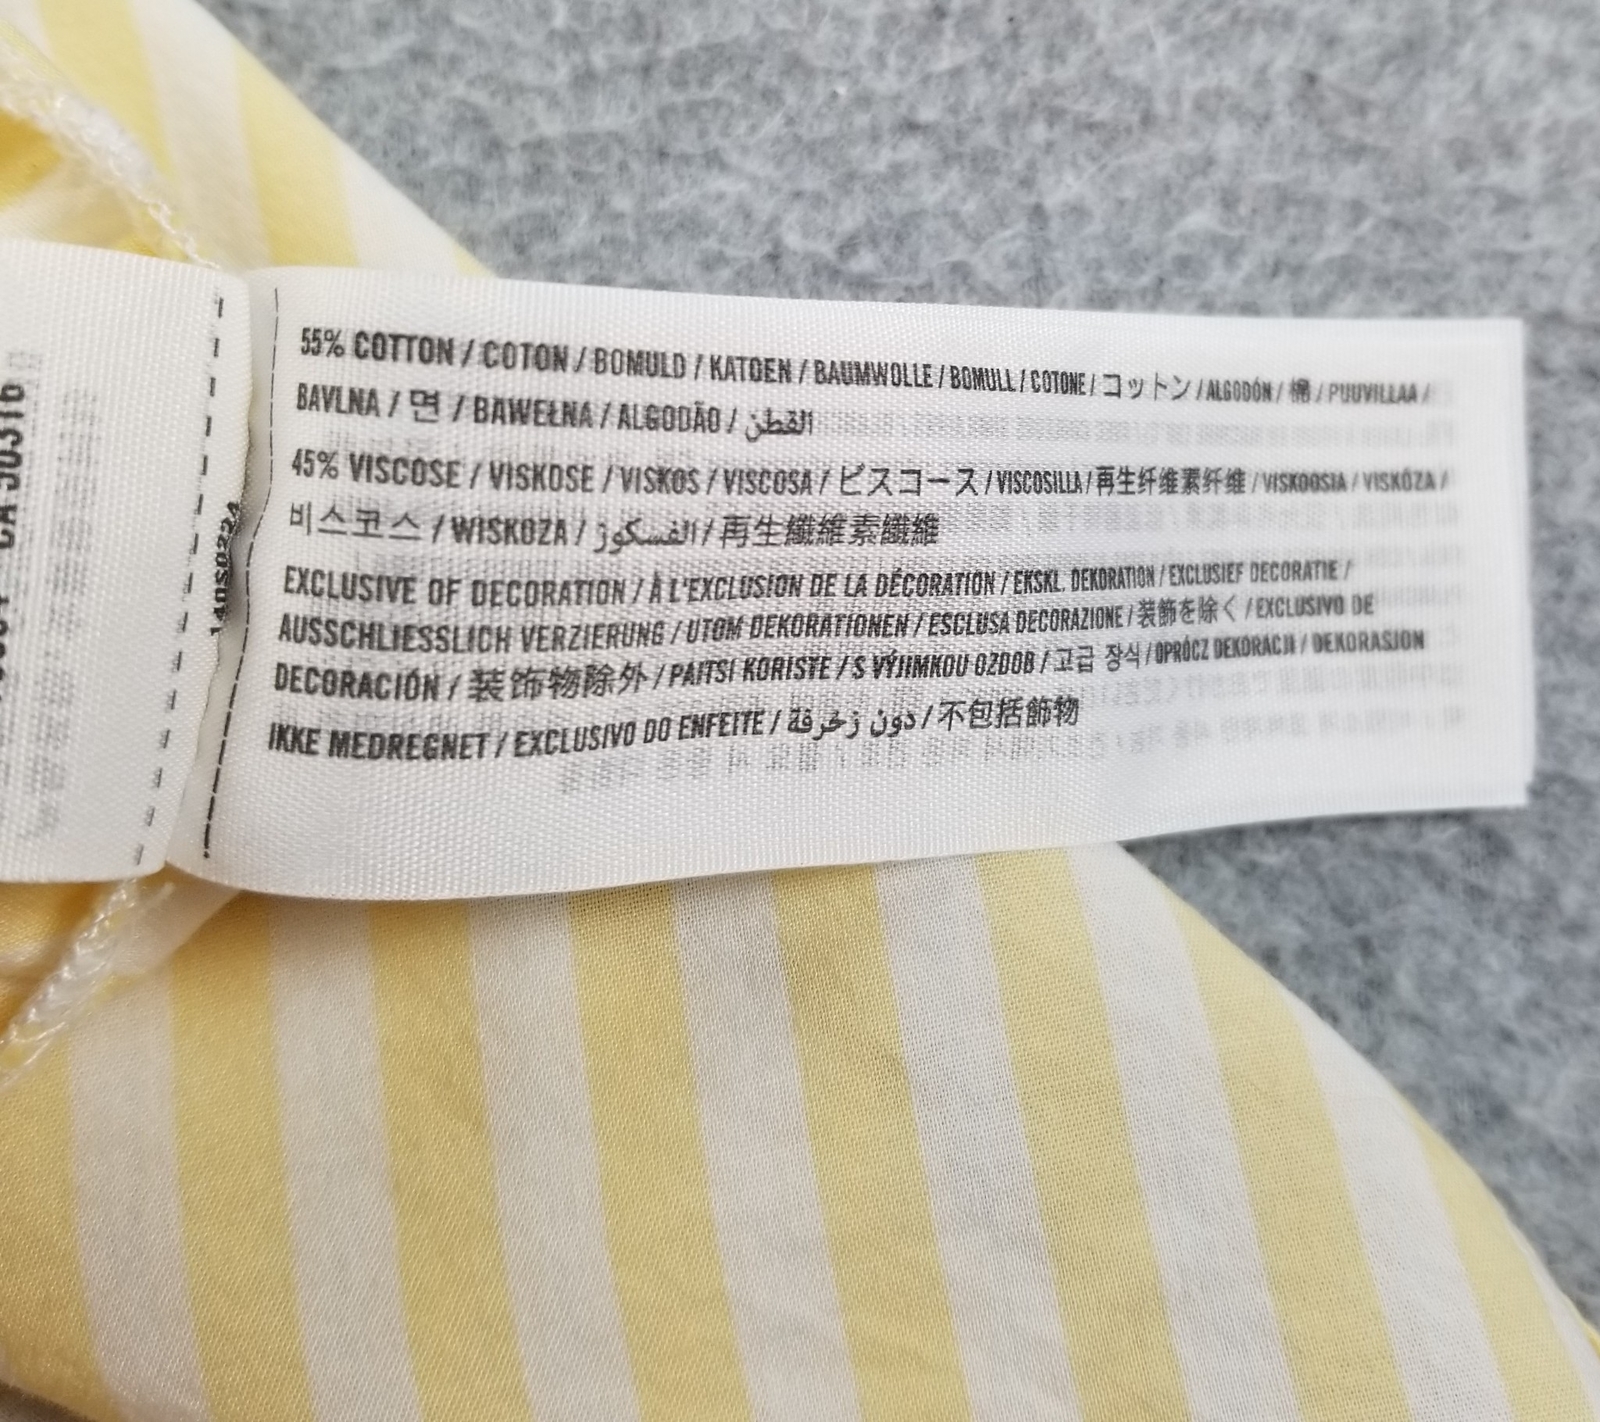 55% COTTON / COTON / BOMULD / KATOEN / BAUMWOLLE / BOMULL / COTONE / コットン / ALGODÓN / 棉 / PUUVILLAA /
BAVLNA / 면 / BAWEŁNA / ALGODÃO / القطن
45% VISCOSE / VISKOSE / VISKOS / VISCOSA / ビスコース / VISCOSILLA / 再生纤维素纤维 / VISKOOSIA / VISKÓZA /
비스코스 / WISKOZA / الفسكوز / 再生纖維素纖維
EXCLUSIVE OF DECORATION / À L'EXCLUSION DE LA DÉCORATION / EKSKL. DEKORATION / EXCLUSIEF DECORATIE /
AUSSCHLIESSLICH VERZIERUNG / UTOM DEKORATIONEN / ESCLUSA DECORAZIONE / 装飾を除く / EXCLUSIVO DE
DECORACIÓN / 装饰物除外 / PAITSI KORISTE / S VÝJIMKOU OZDOB / 고급 장식 / OPRÓCZ DEKORACJI / DEKORASJON
IKKE MEDREGNET / EXCLUSIVO DO ENFEITE / دون زخرفة / 不包括飾物